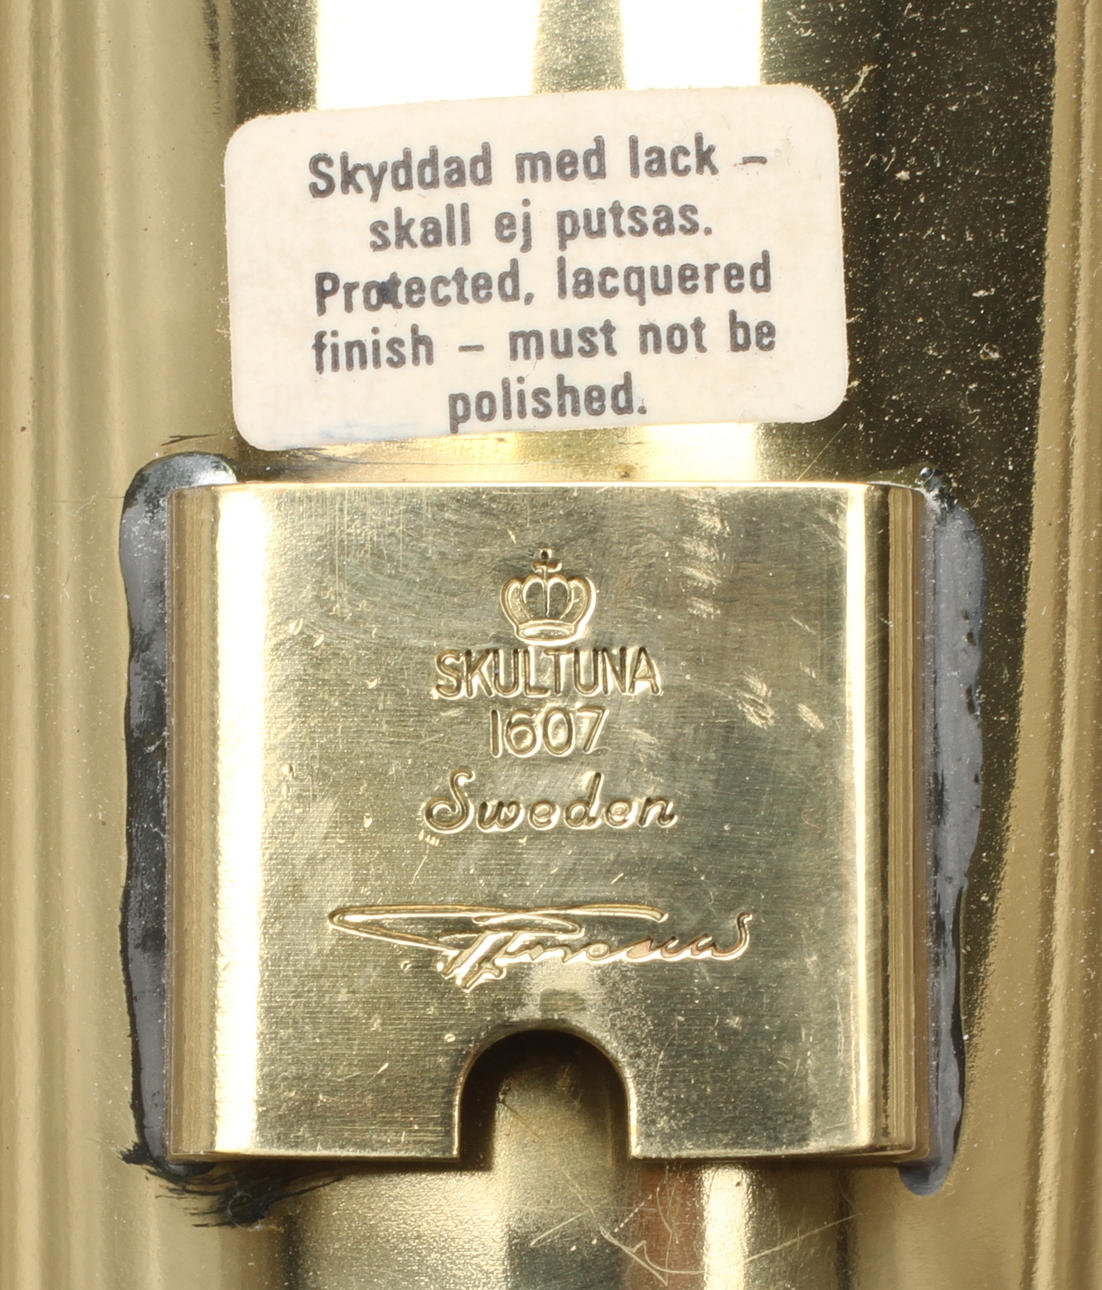 Skyddad med lack –
skall ej putsas.
Protected, lacquered
finish – must not be
polished.
SKULTUNA
1607
Sweden